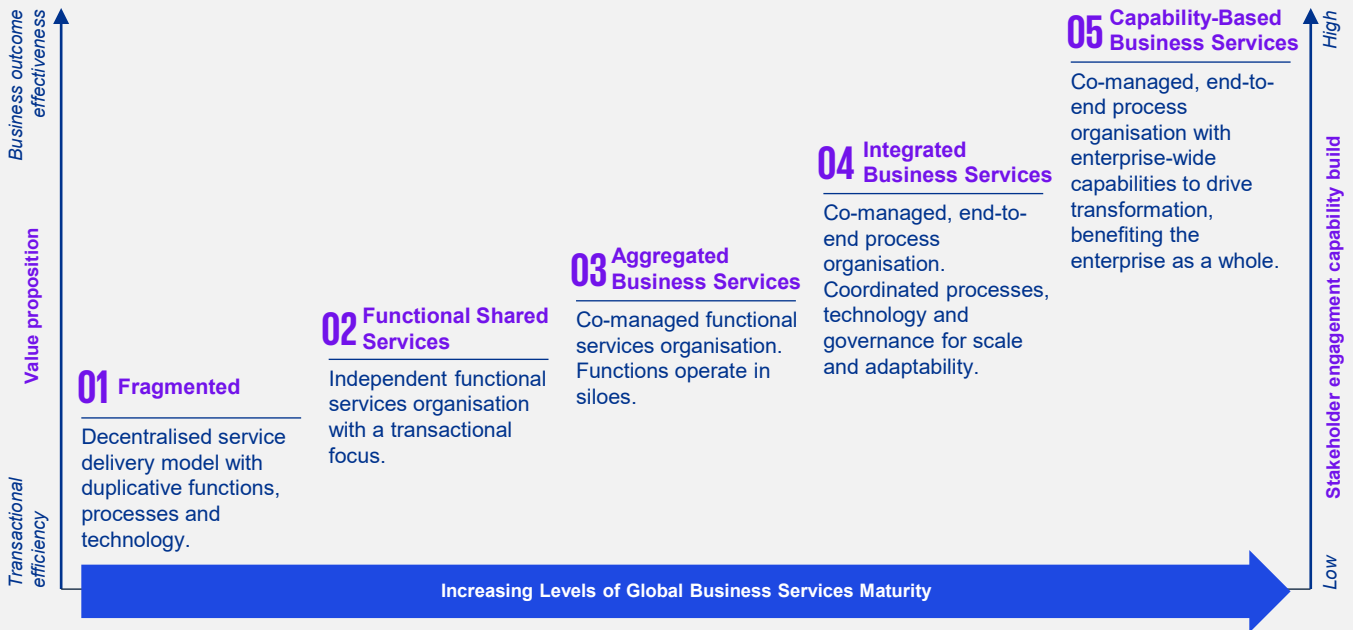 Business outcome
effectiveness
Value proposition
Transactional
efficiency
01 Fragmented
Decentralised service
delivery model with
duplicative functions,
processes and
technology.
02 Functional Shared
Services
Independent functional
services organisation
with a transactional
focus.
03 Aggregated
Business Services
Co-managed functional
services organisation.
Functions operate in
siloes.
04 Integrated
Business Services
Co-managed, end-to-
end process
organisation.
Coordinated processes,
technology and
governance for scale
and adaptability.
05 Capability-Based
Business Services
Co-managed, end-to-
end process
organisation with
enterprise-wide
capabilities to drive
transformation,
benefiting the
enterprise as a whole.
High
Stakeholder engagement capability build
Low
Increasing Levels of Global Business Services Maturity